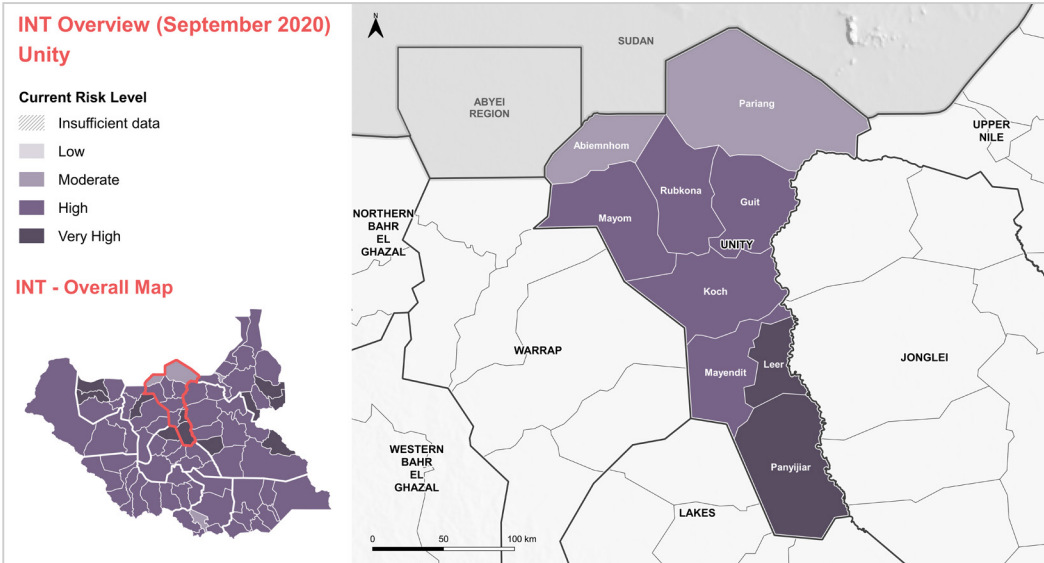 INT Overview (September 2020)
Unity
Current Risk Level
Insufficient data
Low
Moderate
High
Very High
INT - Overall Map
N
SUDAN
ABYEI
REGION
Pariang
UPPER
NILE
Abiemnhom
Rubkona
Guit
Mayom
NORTHERN
BAHR
EL
GHAZAL
UNITY
Koch
WARRAP
JONGLEI
Leer
Mayendit
WESTERN
BAHR
EL
GHAZAL
Panyijiar
LAKES
0 50 100 km